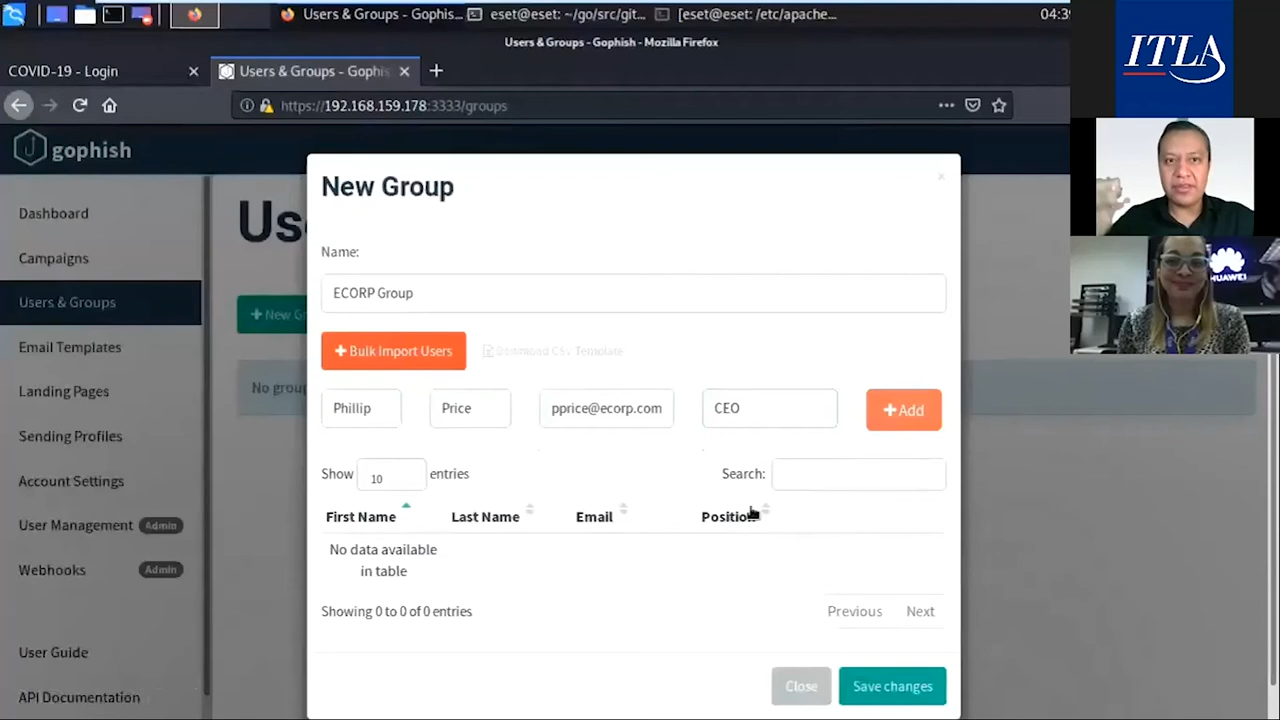 Users & Groups - Gophish...
eset@eset: ~/go/src/git...
[eset@eset: /etc/apache...
04:39
Users & Groups - Gophish - Mozilla Firefox
COVID-19 - Login
Users & Groups - Gophis
https://192.168.159.178:3333/groups
gophish
Dashboard
Campaigns
Users & Groups
Email Templates
Landing Pages
Sending Profiles
Account Settings
User Management Admin
Webhooks Admin
User Guide
API Documentation
Us
New Gr
No group
New Group
×
Name:
ECORP Group
Bulk Import Users
Download CSV Template
Phillip
Price
pprice@ecorp.com
CEO
Add
Show 10 entries
Search:
First Name
Last Name
Email
Position
No data available
in table
Showing 0 to 0 of 0 entries
Previous
Next
Close
Save changes
ITLA
HUAWEI